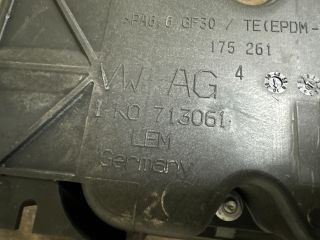 >PA6.6 GF30 / TE(EPDM-
175 261
VW AG 4
1K0 713061
LEM
Germany